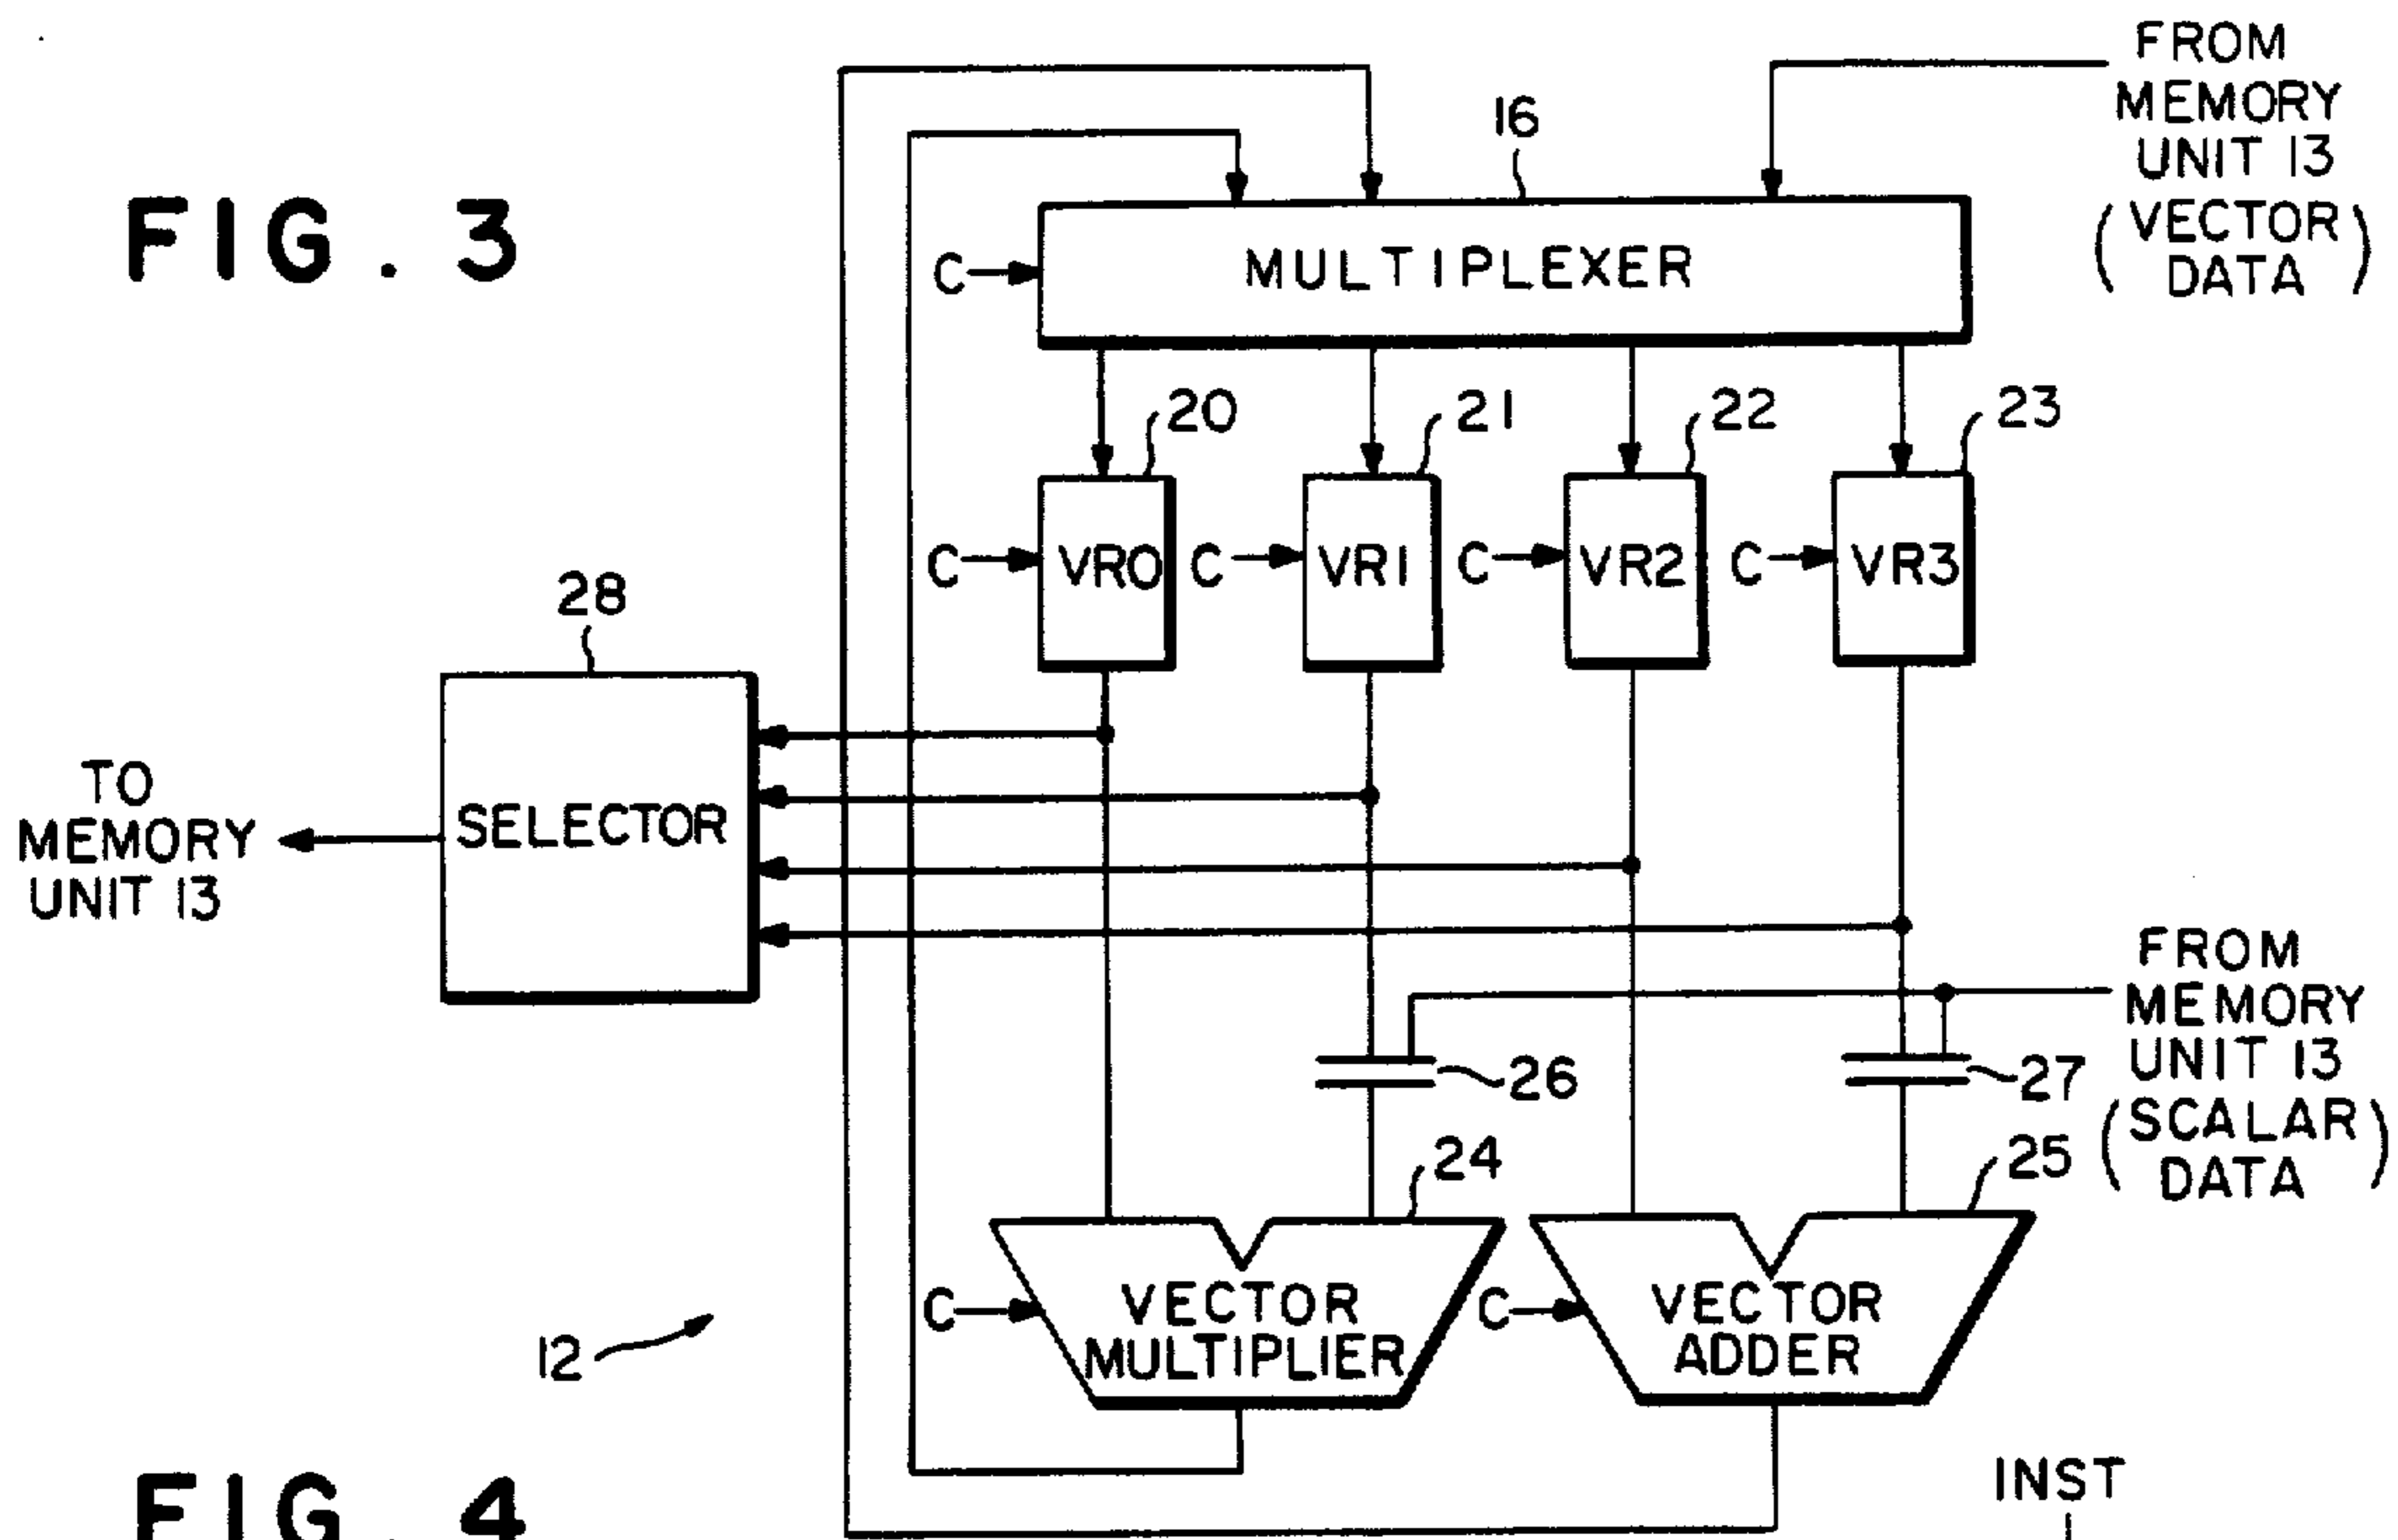 FROM
MEMORY
UNIT 13
(VECTOR
DATA)
16
FIG. 3
C
MULTIPLEXER
20
21
22
23
C
VR0
C
VR1
C
VR2
C
VR3
28
SELECTOR
TO
MEMORY
UNIT 13
FROM
MEMORY
UNIT 13
(SCALAR
DATA)
26
27
24
25
C
VECTOR
MULTIPLIER
C
VECTOR
ADDER
12
FIG. 4
INST